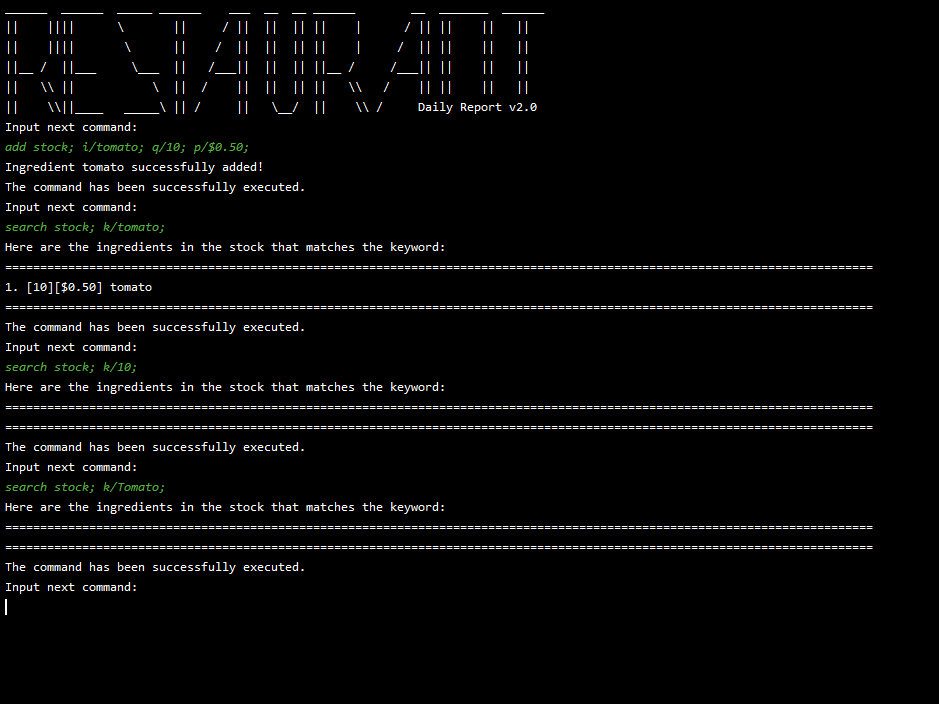 Daily Report v2.0
Input next command:
add stock; i/tomato; q/10; p/$0.50;
Ingredient tomato successfully added!
The command has been successfully executed.
Input next command:
search stock; k/tomato;
Here are the ingredients in the stock that matches the keyword:
============================================================================================================================
1. [10][$0.50] tomato
============================================================================================================================
The command has been successfully executed.
Input next command:
search stock; k/10;
Here are the ingredients in the stock that matches the keyword:
============================================================================================================================
============================================================================================================================
The command has been successfully executed.
Input next command:
search stock; k/Tomato;
Here are the ingredients in the stock that matches the keyword:
============================================================================================================================
============================================================================================================================
The command has been successfully executed.
Input next command: